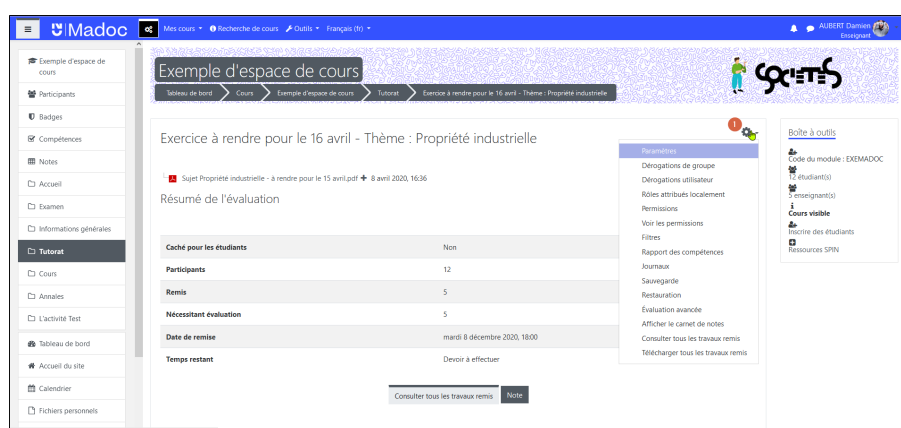 Madoc
Mes cours
Recherche de cours
Outils
Français (fr)
AUBERT Damien
Enseignant
Exemple d'espace de
cours
Participants
Badges
Compétences
Notes
Accueil
Examen
Informations générales
Tutorat
Cours
Annales
L'activité Test
Tableau de bord
Accueil du site
Calendrier
Fichiers personnels
Exemple d'espace de cours
Tableau de bord
Cours
Exemple d'espace de cours
Tutorat
Exercice à rendre pour le 16 avril - Thème : Propriété industrielle
SOCIETES
Exercice à rendre pour le 16 avril - Thème : Propriété industrielle
1
Sujet Propriété industrielle - à rendre pour le 15 avril.pdf
8 avril 2020, 16:36
Résumé de l'évaluation
Caché pour les étudiants Non
Participants 12
Remis 5
Nécessitant évaluation 5
Date de remise mardi 8 décembre 2020, 18:00
Temps restant Devoir à effectuer
Consulter tous les travaux remis
Note
Paramètres
Dérogations de groupe
Dérogations utilisateur
Rôles attribués localement
Permissions
Voir les permissions
Filtres
Rapport des compétences
Journaux
Sauvegarde
Restauration
Évaluation avancée
Afficher le carnet de notes
Consulter tous les travaux remis
Télécharger tous les travaux remis
Boîte à outils
Code du module : EXEMADOC
12 étudiant(s)
5 enseignant(s)
Cours visible
Inscrire des étudiants
Ressources SPIN